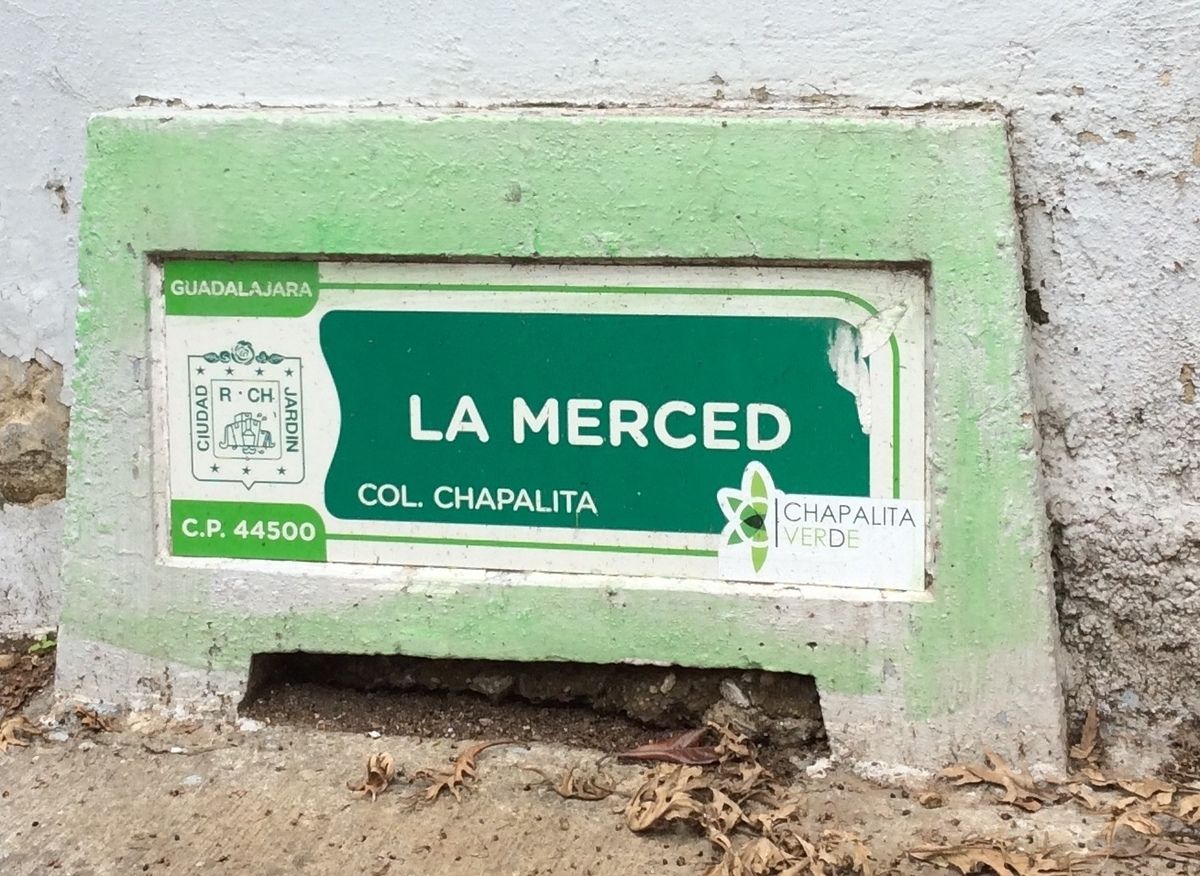 GUADALAJARA
CIUDAD
R · CH
JARDIN
LA MERCED
COL. CHAPALITA
C.P. 44500
CHAPALITA
VERDE